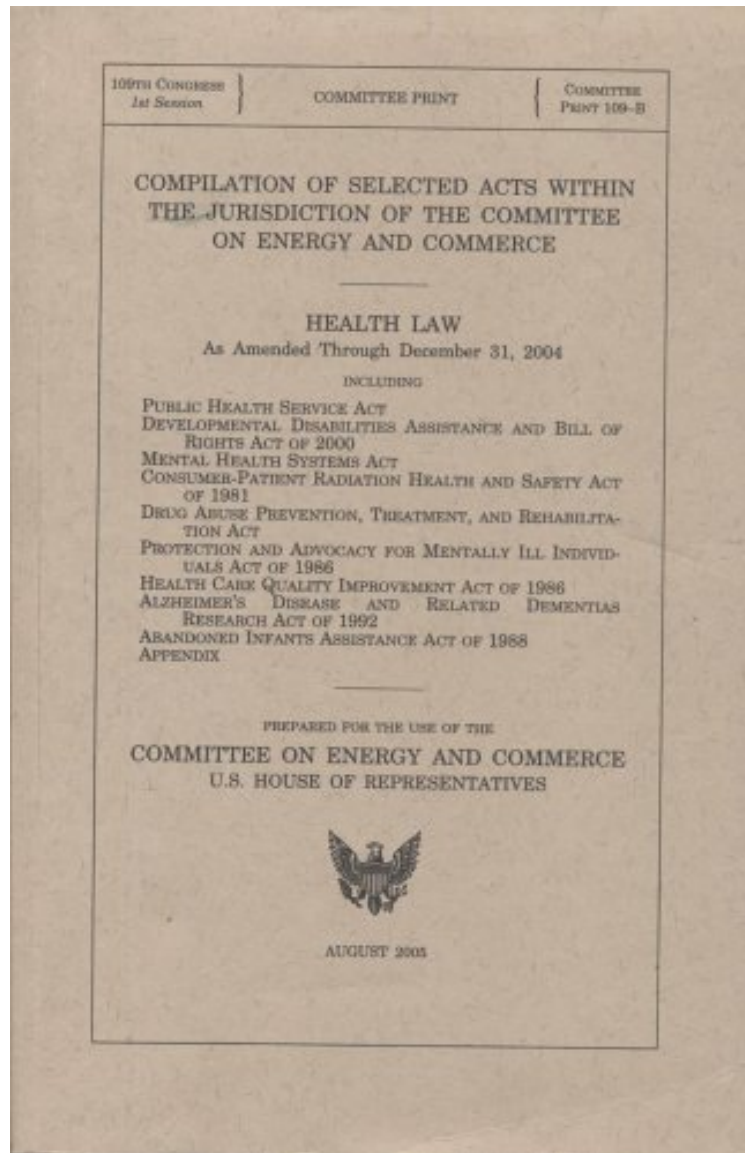 109TH CONGRESS
1st Session
COMMITTEE PRINT
COMMITTEE
PRINT 109–B
COMPILATION OF SELECTED ACTS WITHIN
THE JURISDICTION OF THE COMMITTEE
ON ENERGY AND COMMERCE
HEALTH LAW
As Amended Through December 31, 2004
INCLUDING
PUBLIC HEALTH SERVICE ACT
DEVELOPMENTAL DISABILITIES ASSISTANCE AND BILL OF
RIGHTS ACT OF 2000
MENTAL HEALTH SYSTEMS ACT
CONSUMER-PATIENT RADIATION HEALTH AND SAFETY ACT
OF 1981
DRUG ABUSE PREVENTION, TREATMENT, AND REHABILITA-
TION ACT
PROTECTION AND ADVOCACY FOR MENTALLY ILL INDIVID-
UALS ACT OF 1986
HEALTH CARE QUALITY IMPROVEMENT ACT OF 1986
ALZHEIMER'S DISEASE AND RELATED DEMENTIAS
RESEARCH ACT OF 1992
ABANDONED INFANTS ASSISTANCE ACT OF 1988
APPENDIX
PREPARED FOR THE USE OF THE
COMMITTEE ON ENERGY AND COMMERCE
U.S. HOUSE OF REPRESENTATIVES
AUGUST 2005